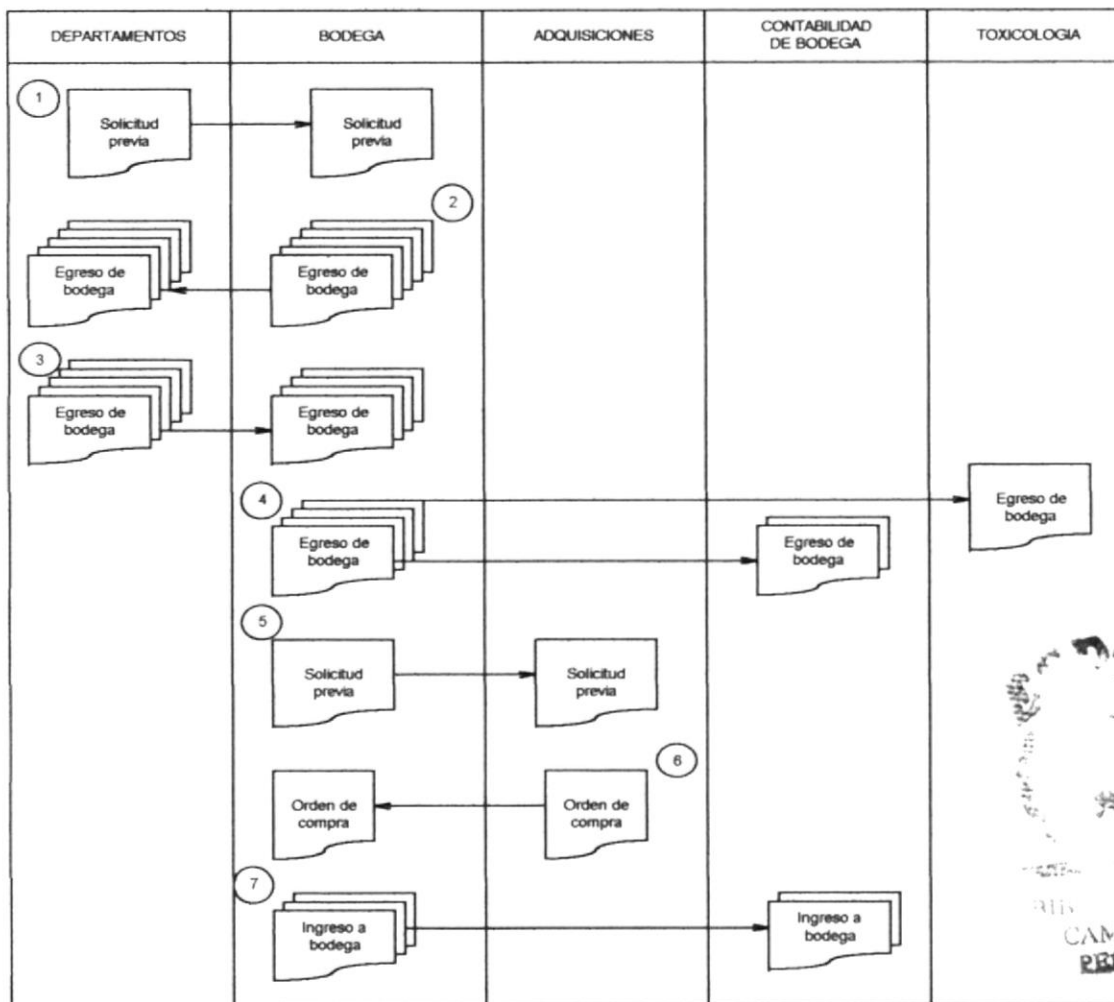 DEPARTAMENTOS
BODEGA
ADQUISICIONES
CONTABILIDAD
DE BODEGA
TOXICOLOGIA
1
Solicitud
previa
Solicitud
previa
2
Egreso de
bodega
Egreso de
bodega
3
Egreso de
bodega
Egreso de
bodega
4
Egreso de
bodega
Egreso de
bodega
Egreso de
bodega
5
Solicitud
previa
Solicitud
previa
6
Orden de
compra
Orden de
compra
7
Ingreso a
bodega
Ingreso a
bodega
CAM